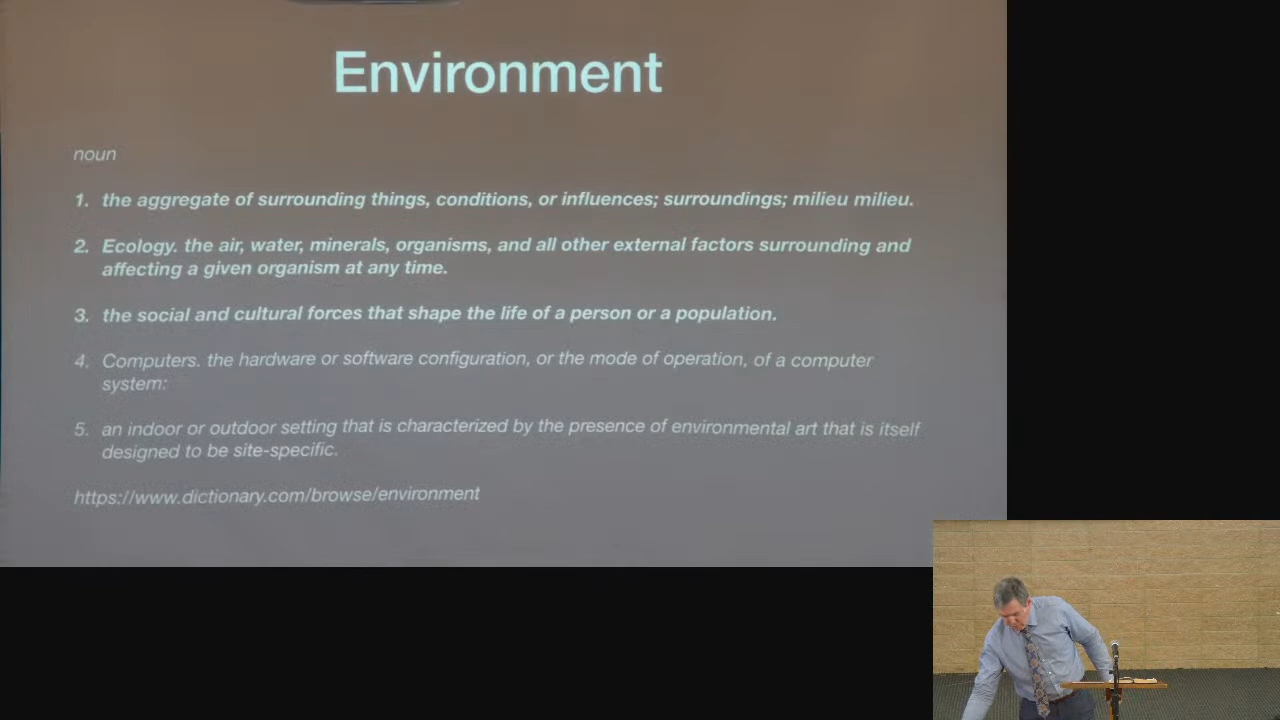 Environment
noun
1. the aggregate of surrounding things, conditions, or influences; surroundings; milieu milieu.
2. Ecology. the air, water, minerals, organisms, and all other external factors surrounding and
affecting a given organism at any time.
3. the social and cultural forces that shape the life of a person or a population.
4. Computers. the hardware or software configuration, or the mode of operation, of a computer
system:
5. an indoor or outdoor setting that is characterized by the presence of environmental art that is itself
designed to be site-specific.
https://www.dictionary.com/browse/environment